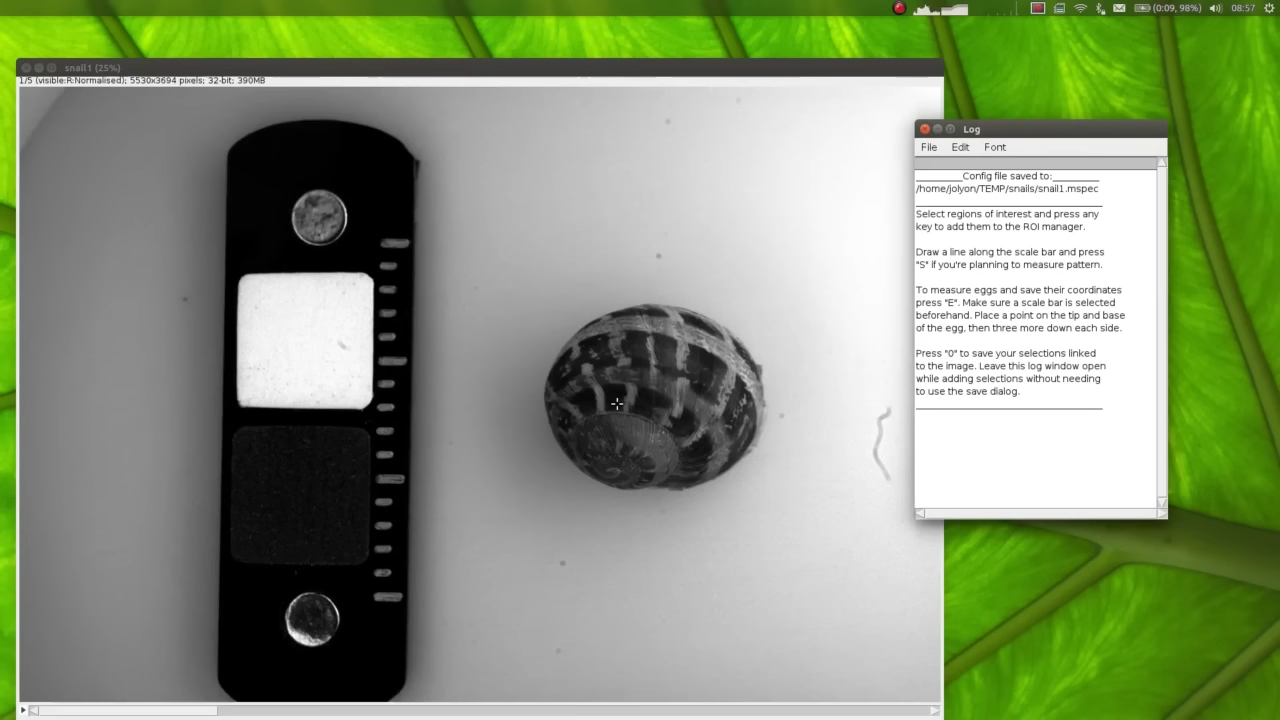 (0:09, 98%) 08:57
snail1 (25%)
1/5 (visible:R:Normalised); 5530x3694 pixels; 32-bit; 390MB
Log
File Edit Font
_________Config file saved to:_________
/home/jolyon/TEMP/snails/snail1.mspec
Select regions of interest and press any
key to add them to the ROI manager.
Draw a line along the scale bar and press
"S" if you're planning to measure pattern.
To measure eggs and save their coordinates
press "E". Make sure a scale bar is selected
beforehand. Place a point on the tip and base
of the egg, then three more down each side.
Press "0" to save your selections linked
to the image. Leave this log window open
while adding selections without needing
to use the save dialog.